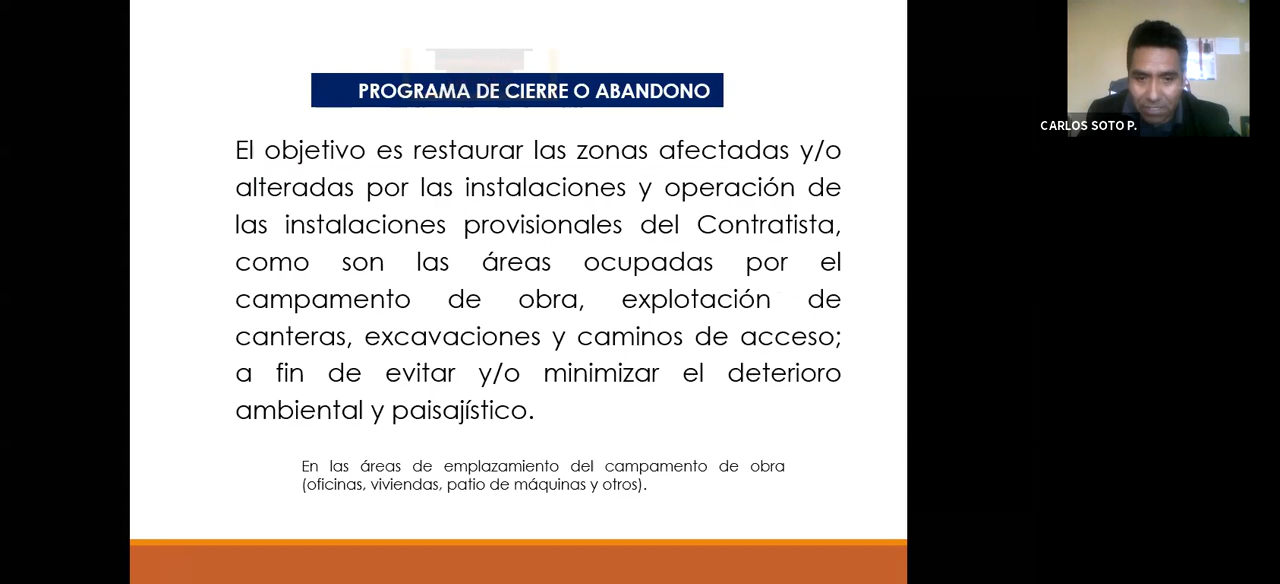 PROGRAMA DE CIERRE O ABANDONO
El objetivo es restaurar las zonas afectadas y/o
alteradas por las instalaciones y operación de
las instalaciones provisionales del Contratista,
como son las áreas ocupadas por el
campamento de obra, explotación de
canteras, excavaciones y caminos de acceso;
a fin de evitar y/o minimizar el deterioro
ambiental y paisajístico.
En las áreas de emplazamiento del campamento de obra
(oficinas, viviendas, patio de máquinas y otros).
CARLOS SOTO P.